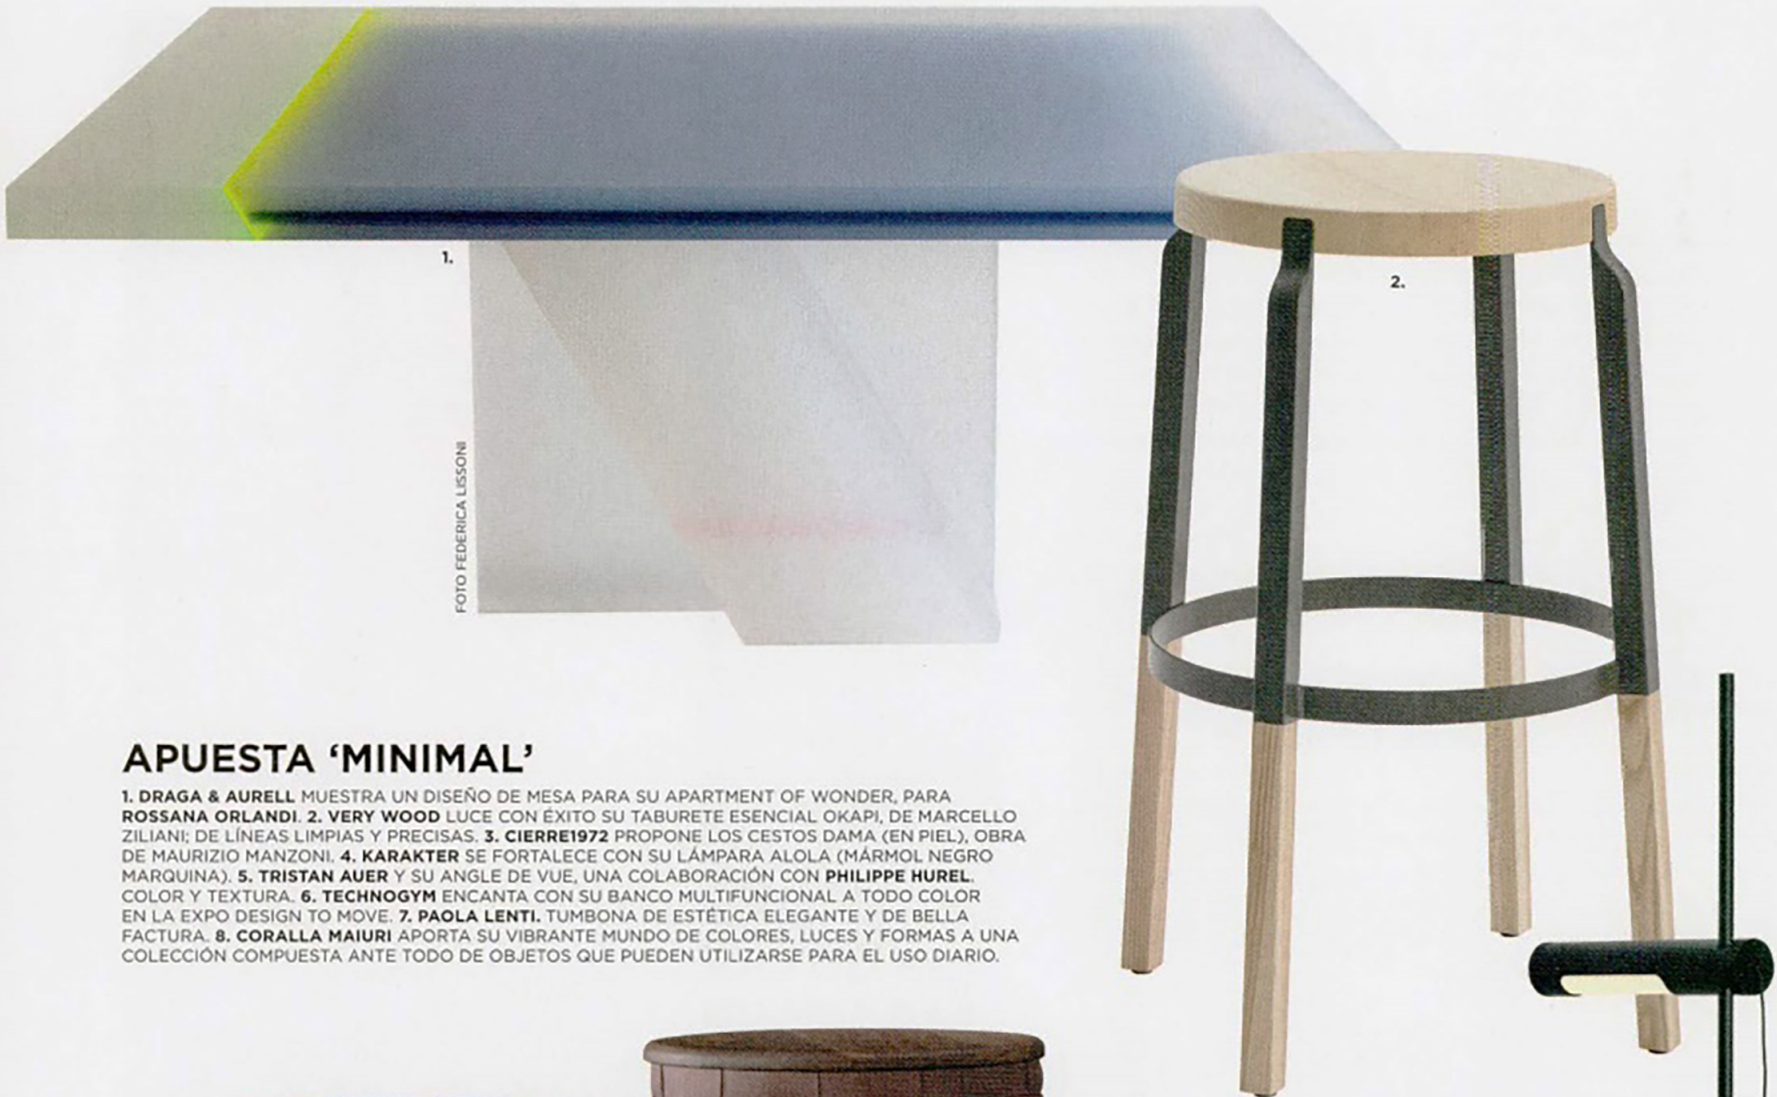 1.
2.
FOTO FEDERICA LISSONI
APUESTA ‘MINIMAL’
1. DRAGA & AURELL MUESTRA UN DISEÑO DE MESA PARA SU APARTMENT OF WONDER, PARA
ROSSANA ORLANDI. 2. VERY WOOD LUCE CON ÉXITO SU TABURETE ESENCIAL OKAPI, DE MARCELLO
ZILIANI; DE LÍNEAS LIMPIAS Y PRECISAS. 3. CIERRE1972 PROPONE LOS CESTOS DAMA (EN PIEL), OBRA
DE MAURIZIO MANZONI. 4. KARAKTER SE FORTALECE CON SU LÁMPARA ALOLA (MÁRMOL NEGRO
MARQUINA). 5. TRISTAN AUER Y SU ANGLE DE VUE, UNA COLABORACIÓN CON PHILIPPE HUREL.
COLOR Y TEXTURA. 6. TECHNOGYM ENCANTA CON SU BANCO MULTIFUNCIONAL A TODO COLOR
EN LA EXPO DESIGN TO MOVE. 7. PAOLA LENTI. TUMBONA DE ESTÉTICA ELEGANTE Y DE BELLA
FACTURA. 8. CORALLA MAIURI APORTA SU VIBRANTE MUNDO DE COLORES, LUCES Y FORMAS A UNA
COLECCIÓN COMPUESTA ANTE TODO DE OBJETOS QUE PUEDEN UTILIZARSE PARA EL USO DIARIO.